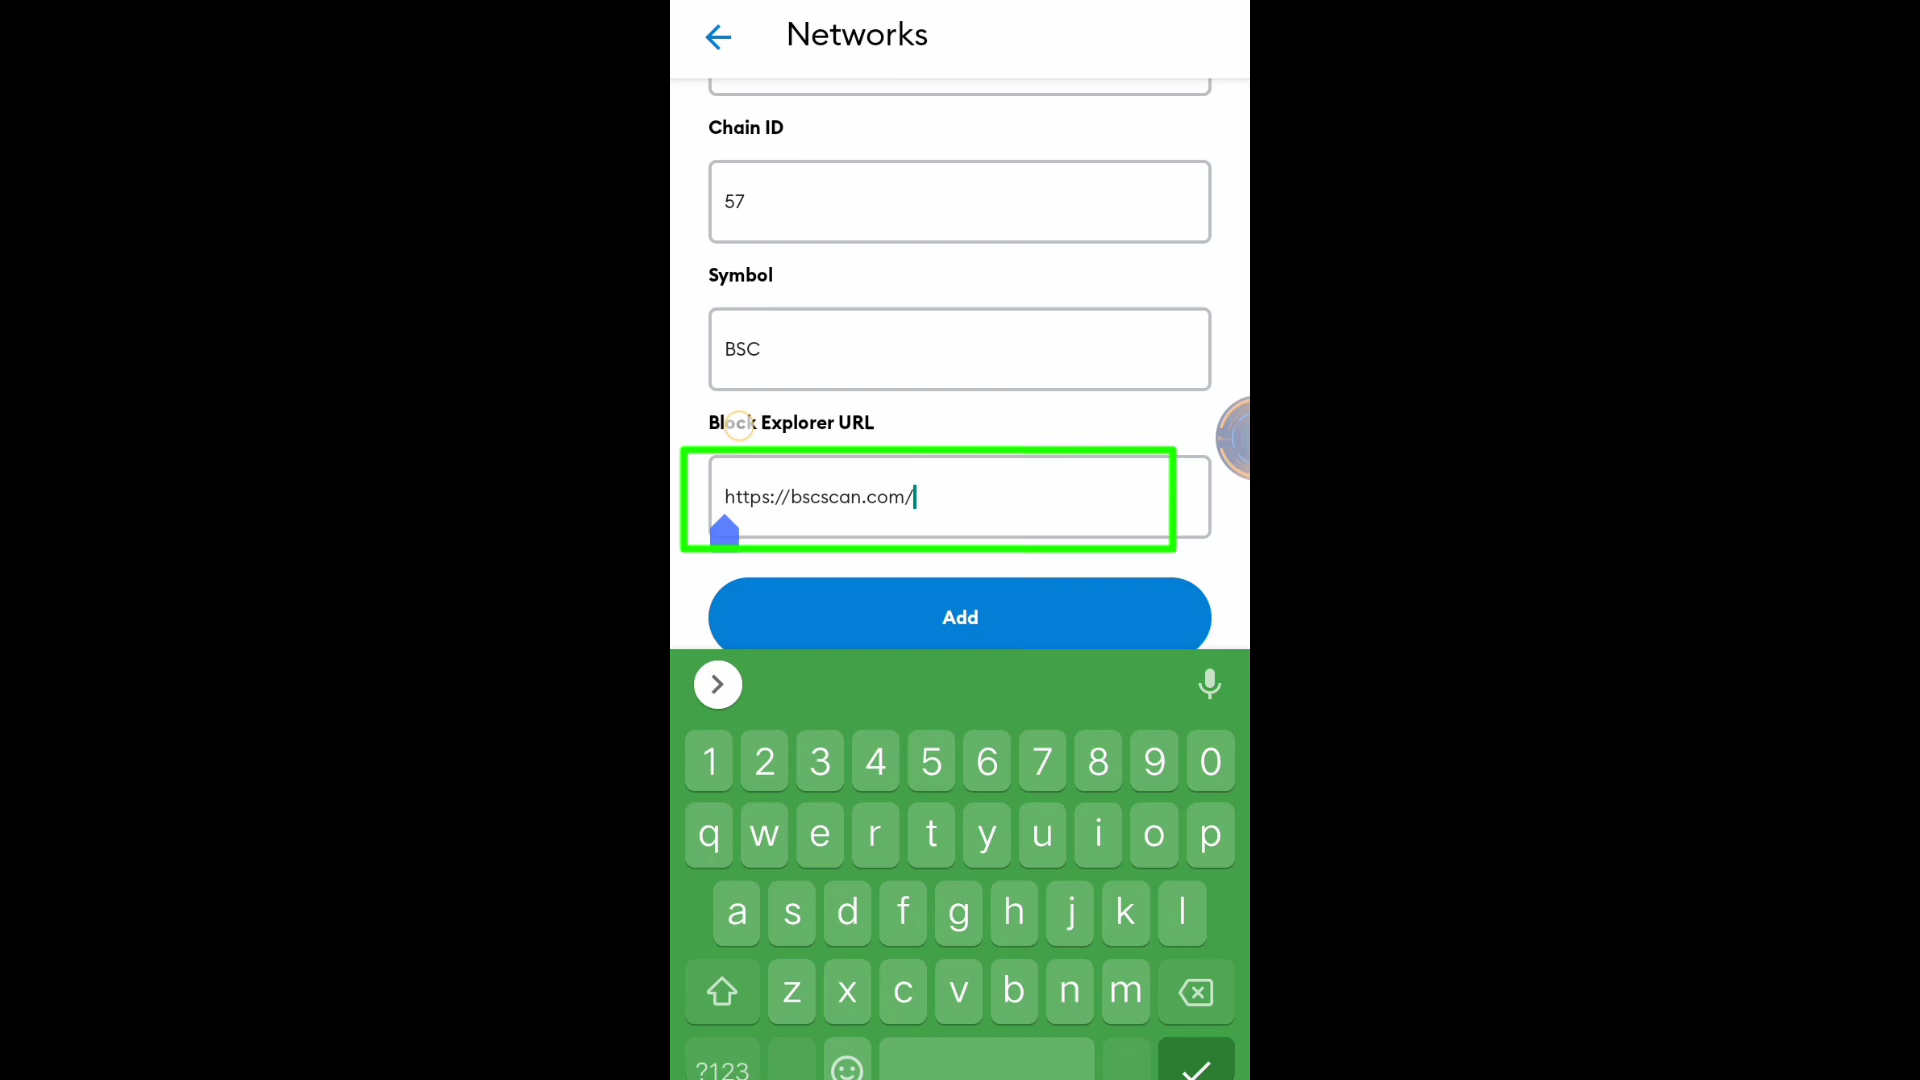 Networks
Chain ID
57
Symbol
BSC
Block Explorer URL
https://bscscan.com/
Add
1 2 3 4 5 6 7 8 9 0
q w e r t y u i o p
a s d f g h j k l
z x c v b n m
?123